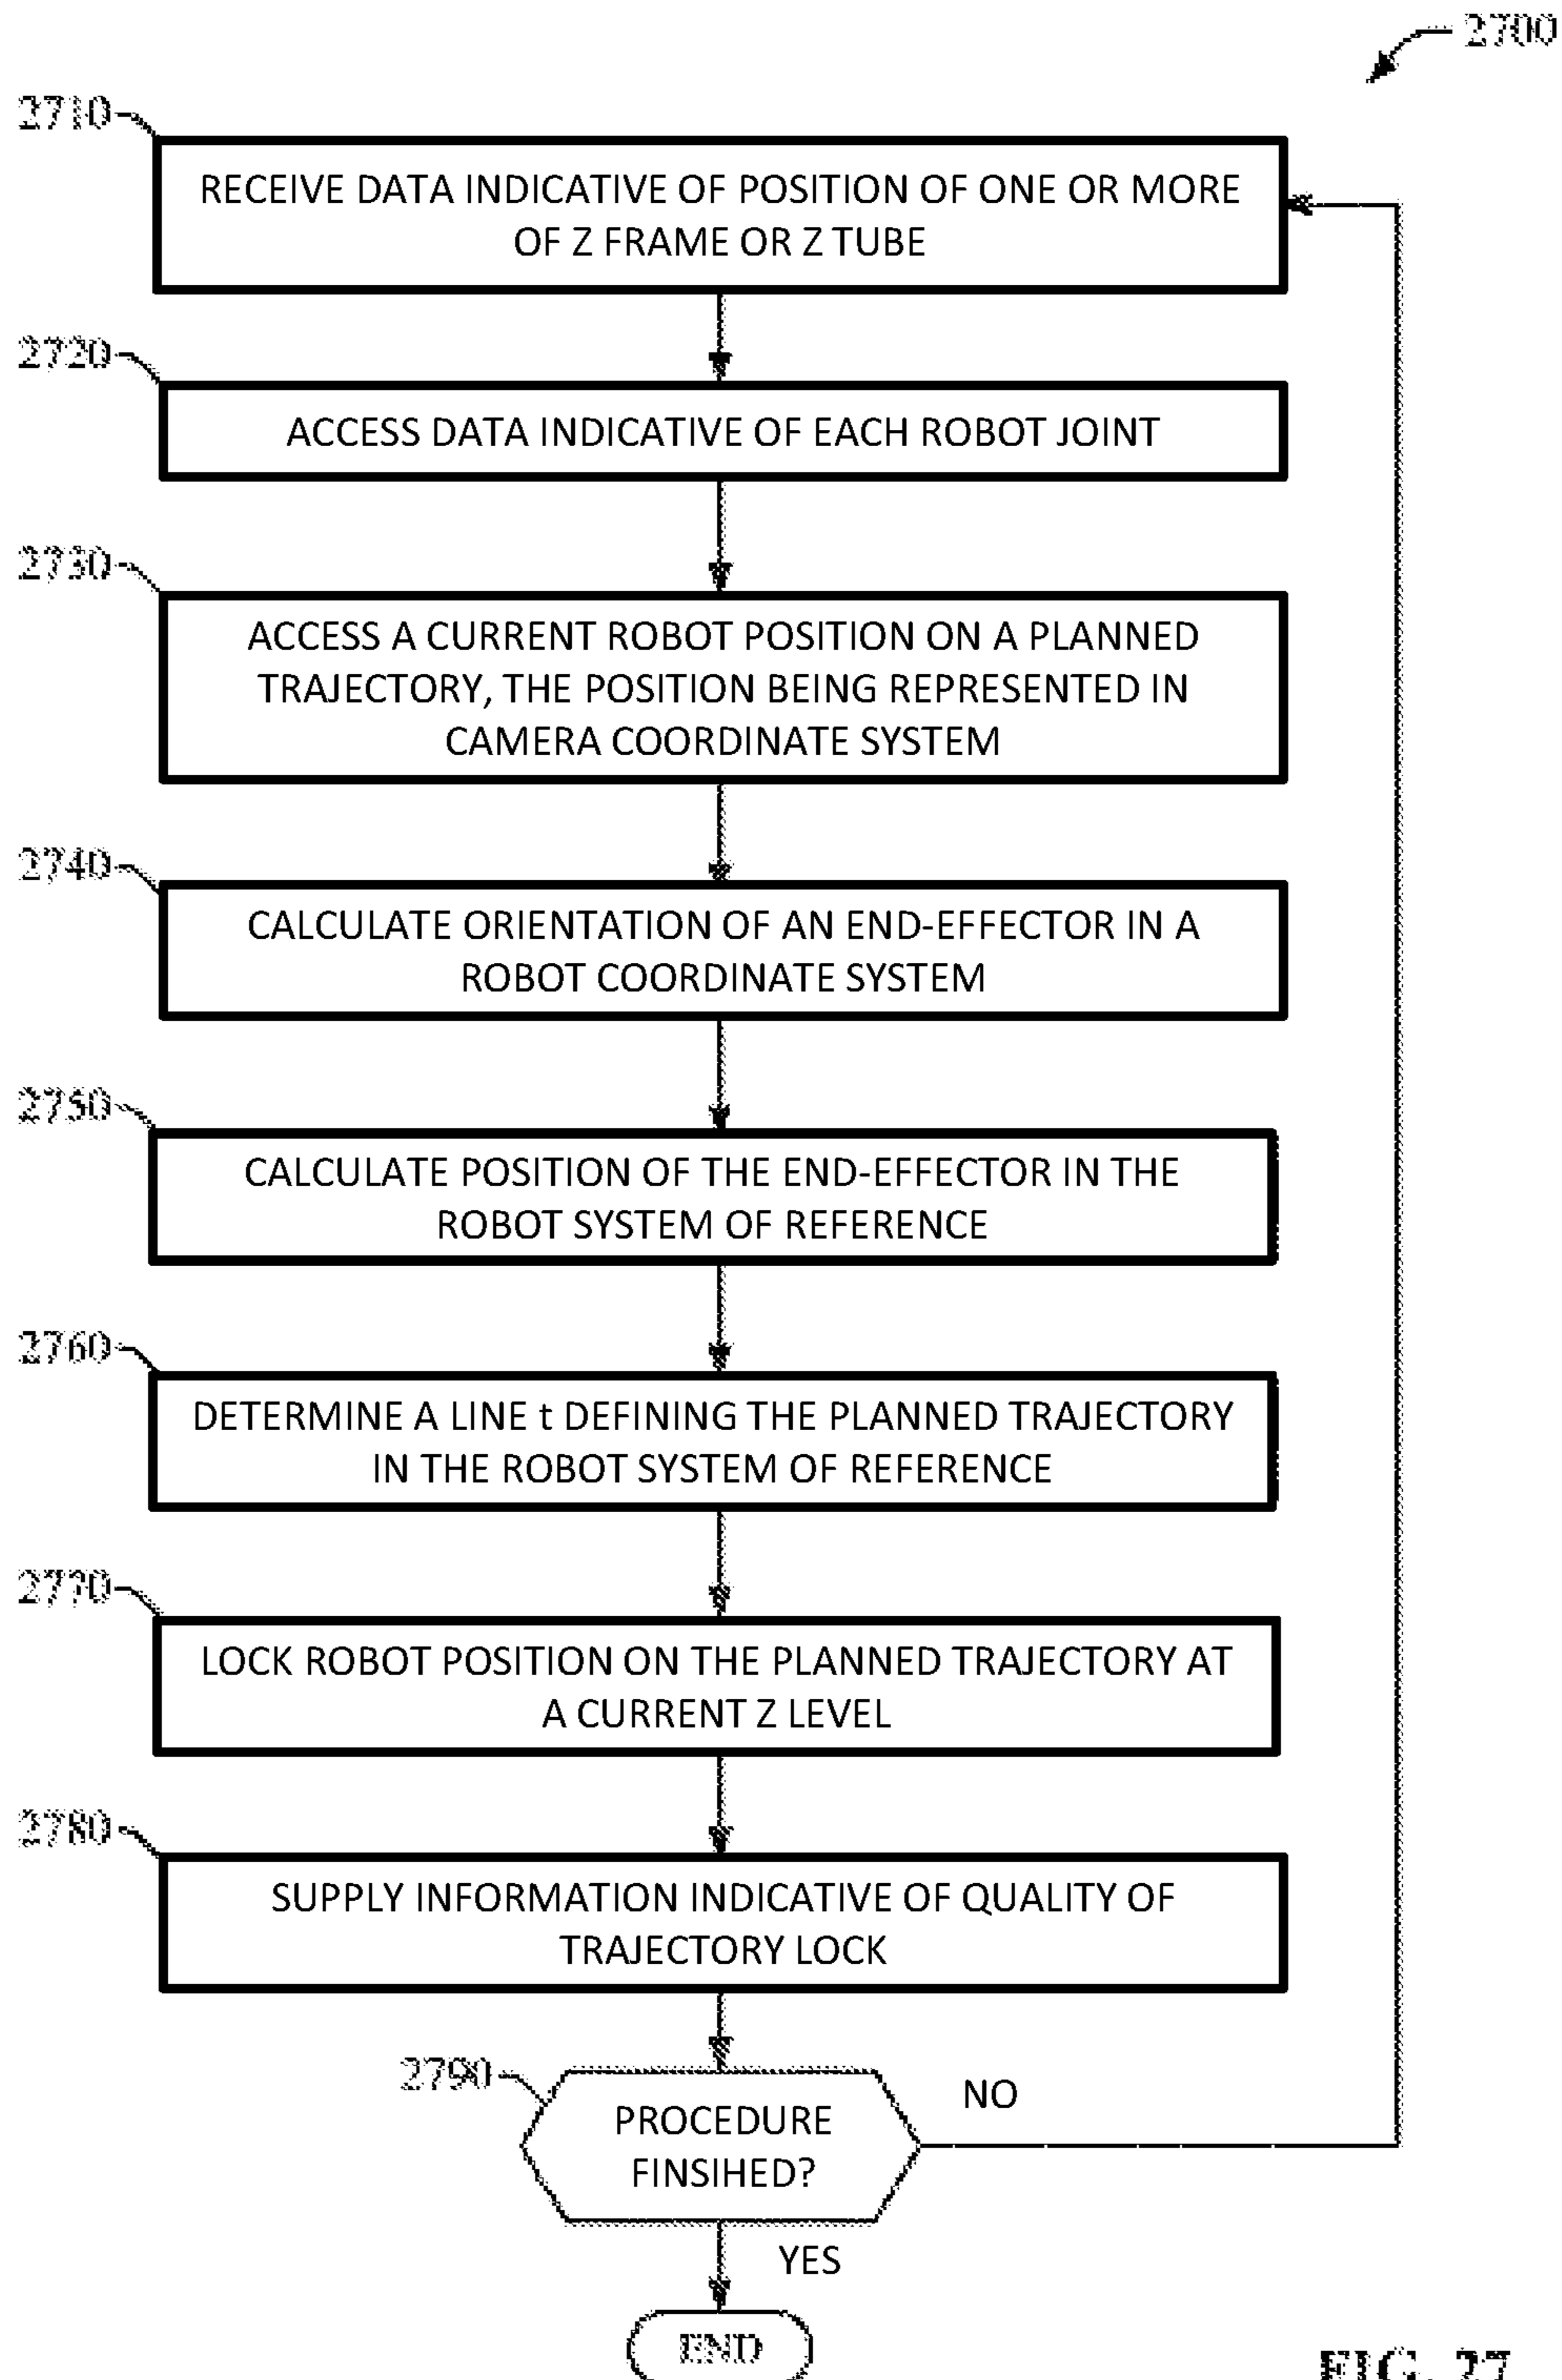 2700
2710
RECEIVE DATA INDICATIVE OF POSITION OF ONE OR MORE
OF Z FRAME OR Z TUBE
2720
ACCESS DATA INDICATIVE OF EACH ROBOT JOINT
2730
ACCESS A CURRENT ROBOT POSITION ON A PLANNED
TRAJECTORY, THE POSITION BEING REPRESENTED IN
CAMERA COORDINATE SYSTEM
2740
CALCULATE ORIENTATION OF AN END-EFFECTOR IN A
ROBOT COORDINATE SYSTEM
2750
CALCULATE POSITION OF THE END-EFFECTOR IN THE
ROBOT SYSTEM OF REFERENCE
2760
DETERMINE A LINE t DEFINING THE PLANNED TRAJECTORY
IN THE ROBOT SYSTEM OF REFERENCE
2770
LOCK ROBOT POSITION ON THE PLANNED TRAJECTORY AT
A CURRENT Z LEVEL
2780
SUPPLY INFORMATION INDICATIVE OF QUALITY OF
TRAJECTORY LOCK
2790
PROCEDURE
FINSIHED?
NO
YES
END
FIG. 27